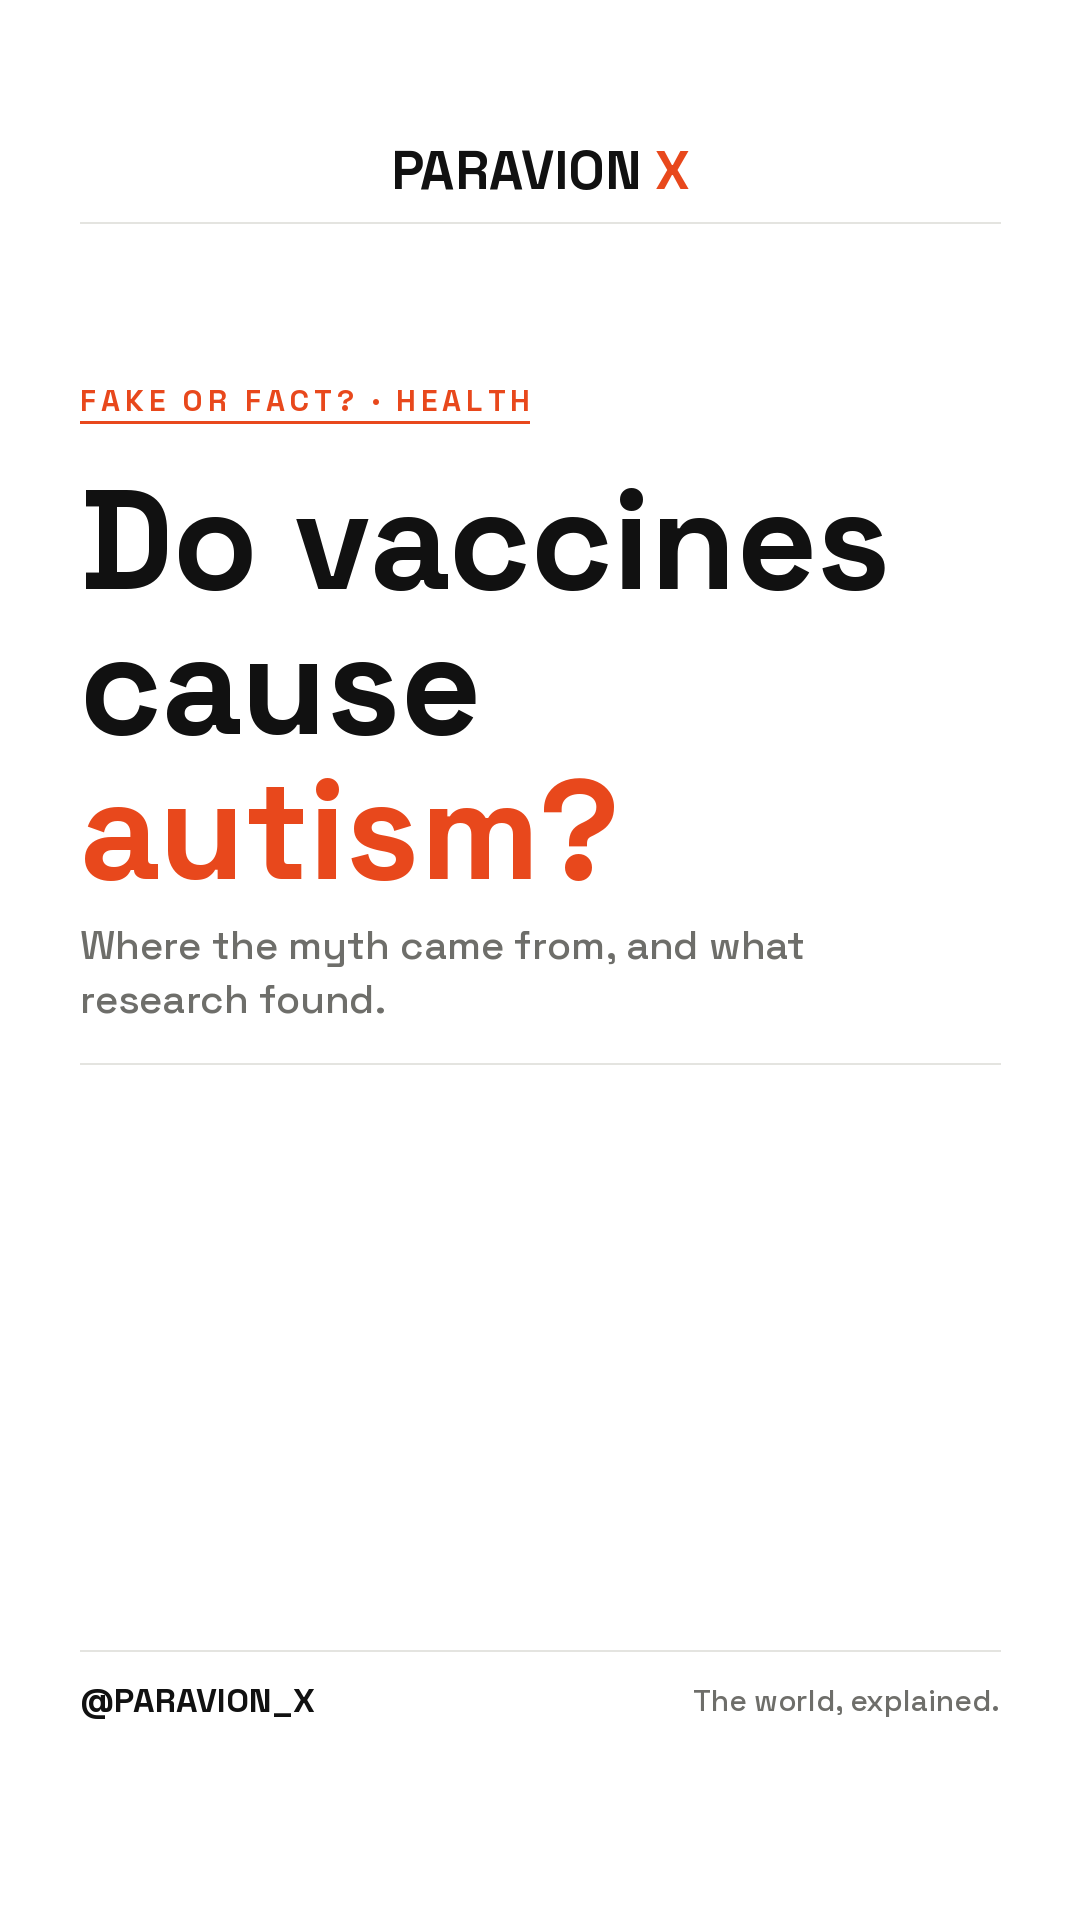 PARAVION X
FAKE OR FACT? · HEALTH
Do vaccines
cause
autism?
Where the myth came from, and what
research found.
@PARAVION_X
The world, explained.